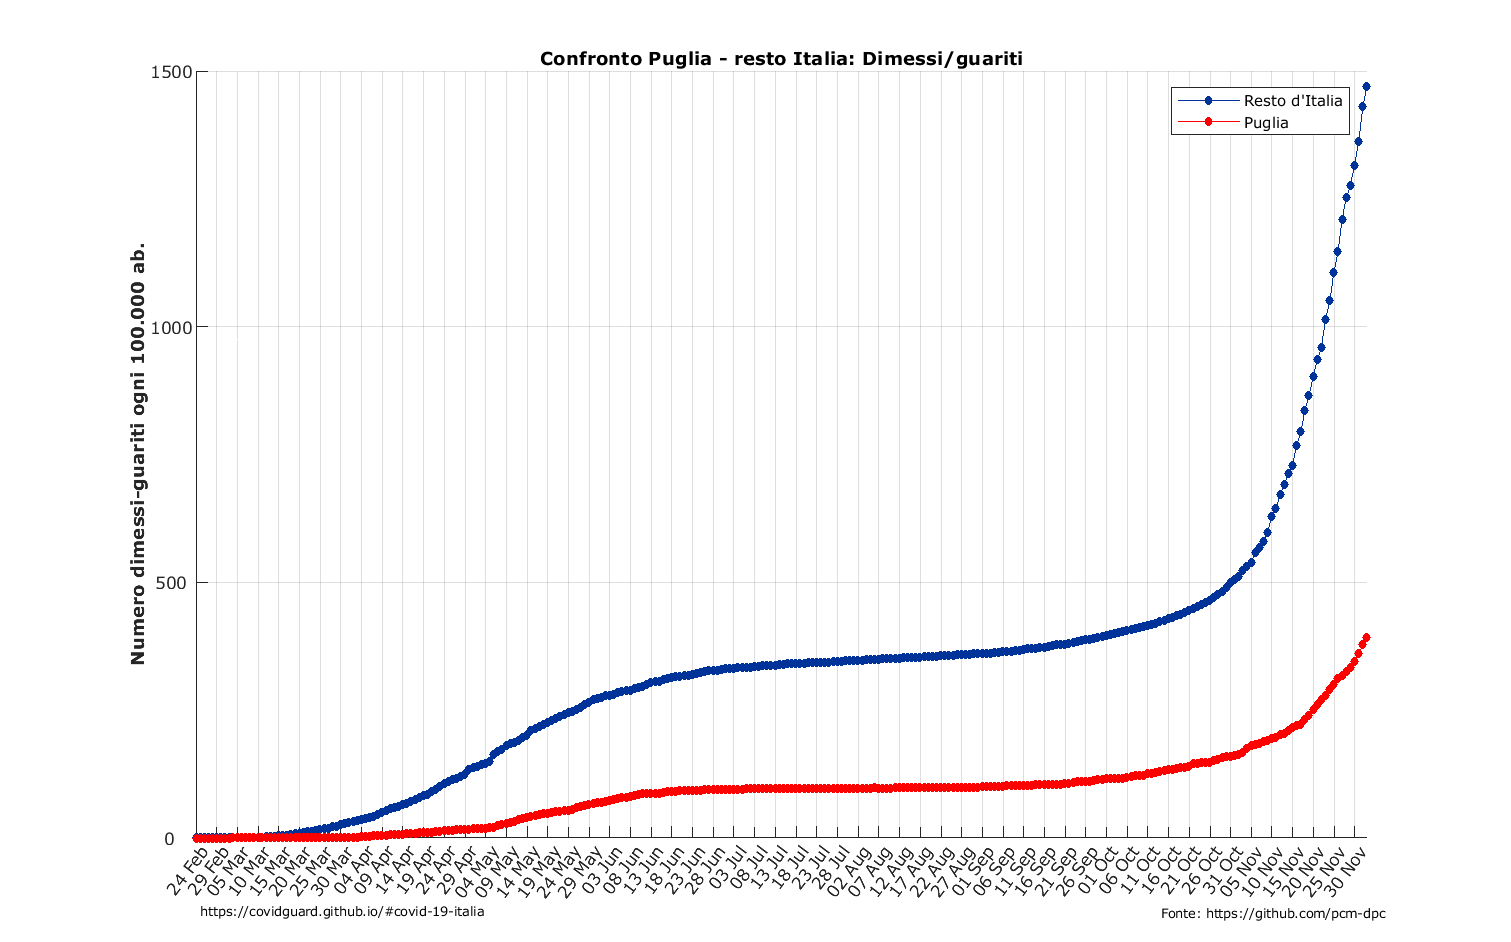 Confronto Puglia - resto Italia: Dimessi/guariti
1500
1000
500
0
Numero dimessi-guariti ogni 100.000 ab.
Resto d'Italia
Puglia
24 Feb
29 Feb
05 Mar
10 Mar
15 Mar
20 Mar
25 Mar
30 Mar
04 Apr
09 Apr
14 Apr
19 Apr
24 Apr
29 Apr
04 May
09 May
14 May
19 May
24 May
29 May
03 Jun
08 Jun
13 Jun
18 Jun
23 Jun
28 Jun
03 Jul
08 Jul
13 Jul
18 Jul
23 Jul
28 Jul
02 Aug
07 Aug
12 Aug
17 Aug
22 Aug
27 Aug
01 Sep
06 Sep
11 Sep
16 Sep
21 Sep
26 Sep
01 Oct
06 Oct
11 Oct
16 Oct
21 Oct
26 Oct
31 Oct
05 Nov
10 Nov
15 Nov
20 Nov
25 Nov
30 Nov
https://covidguard.github.io/#covid-19-italia
Fonte: https://github.com/pcm-dpc